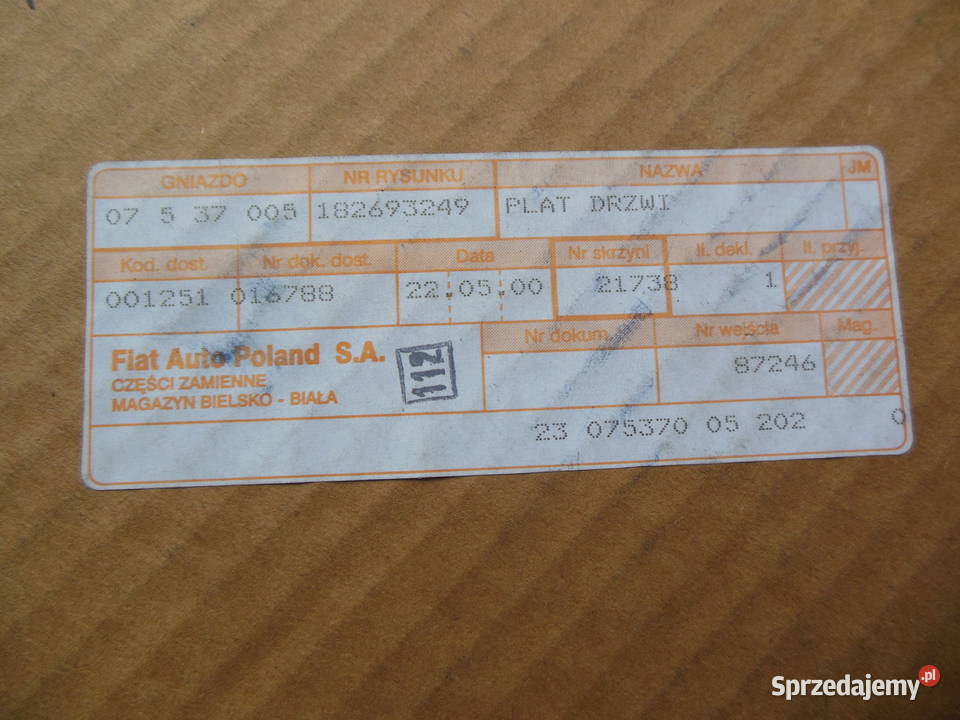 GNIAZDO NR RYSUNKU NAZWA JM
07 5 37 005 182693249 PLAT DRZWI
Kod. dost. Nr dok. dost. Data Nr skrzyni Il. dekl. Il. przyj.
001251 016788 22.05.00 21738 1
Nr dokum Nr wejścia Mag.
Fiat Auto Poland S.A. 112 87246
CZĘŚCI ZAMIENNE
MAGAZYN BIELSKO - BIAŁA
23 075370 05 202 0
Sprzedajemy.pl